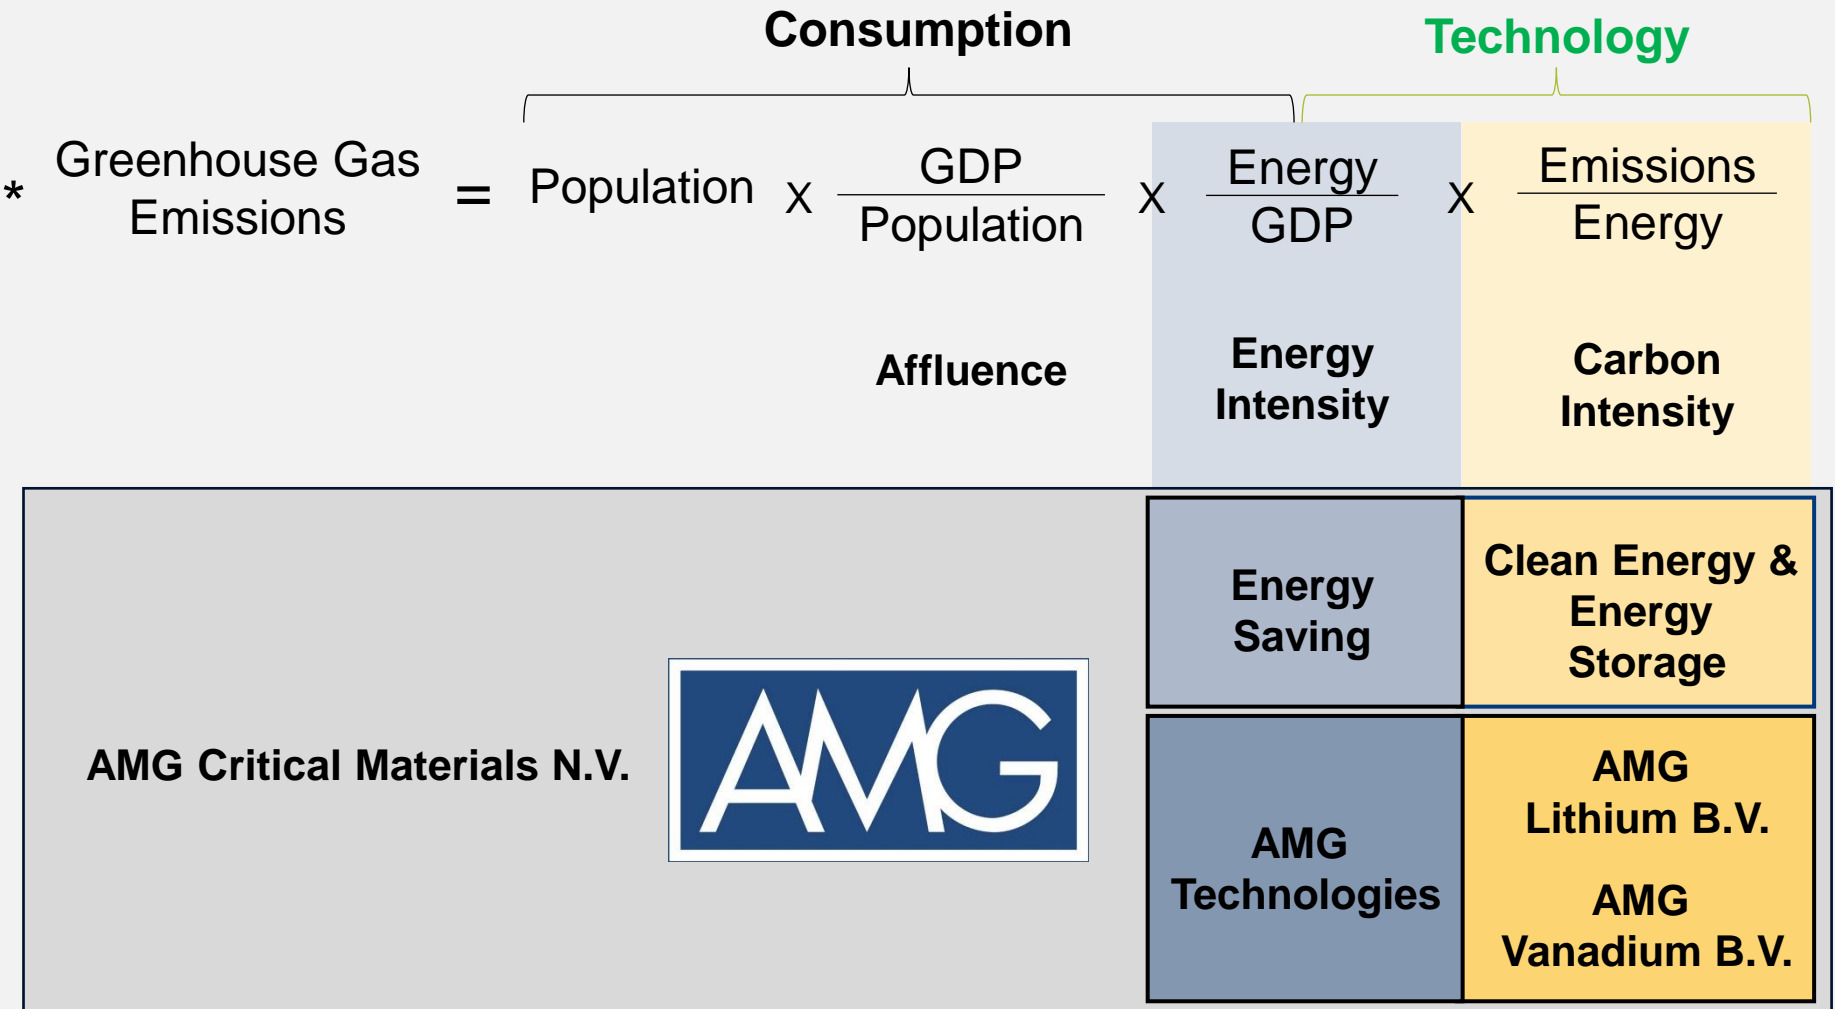 Consumption
Technology
* Greenhouse Gas
Emissions
= Population X GDP
Population
X Energy
GDP
X Emissions
Energy
Affluence
Energy
Intensity
Carbon
Intensity
Energy
Saving
Clean Energy &
Energy
Storage
AMG Critical Materials N.V.
AMG
AMG
Technologies
AMG
Lithium B.V.
AMG
Vanadium B.V.